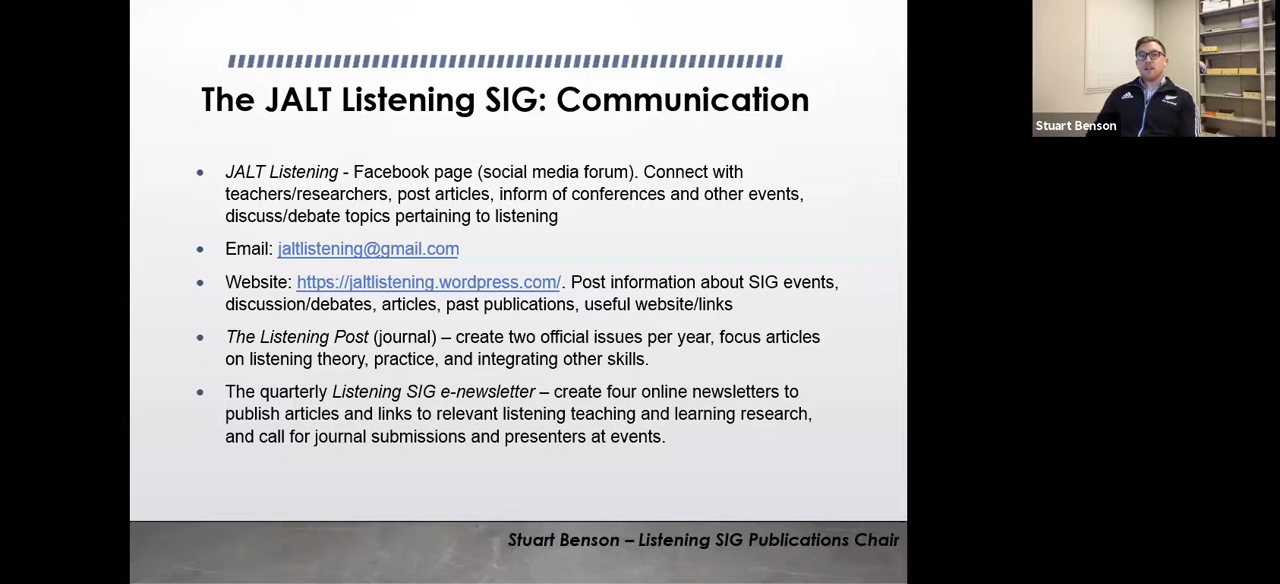 The JALT Listening SIG: Communication
JALT Listening - Facebook page (social media forum). Connect with
teachers/researchers, post articles, inform of conferences and other events,
discuss/debate topics pertaining to listening
Email: jaltlistening@gmail.com
Website: https://jaltlistening.wordpress.com/. Post information about SIG events,
discussion/debates, articles, past publications, useful website/links
The Listening Post (journal) – create two official issues per year, focus articles
on listening theory, practice, and integrating other skills.
The quarterly Listening SIG e-newsletter – create four online newsletters to
publish articles and links to relevant listening teaching and learning research,
and call for journal submissions and presenters at events.
Stuart Benson – Listening SIG Publications Chair
Stuart Benson